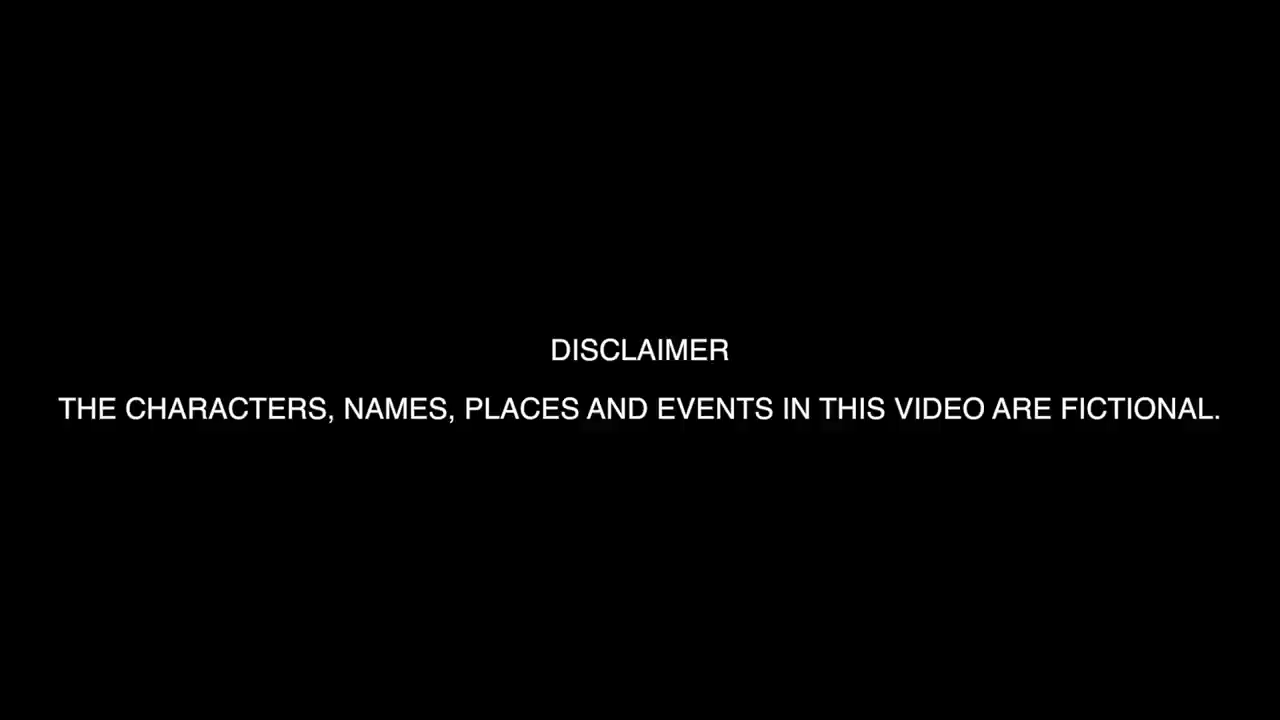 DISCLAIMER
THE CHARACTERS, NAMES, PLACES AND EVENTS IN THIS VIDEO ARE FICTIONAL.